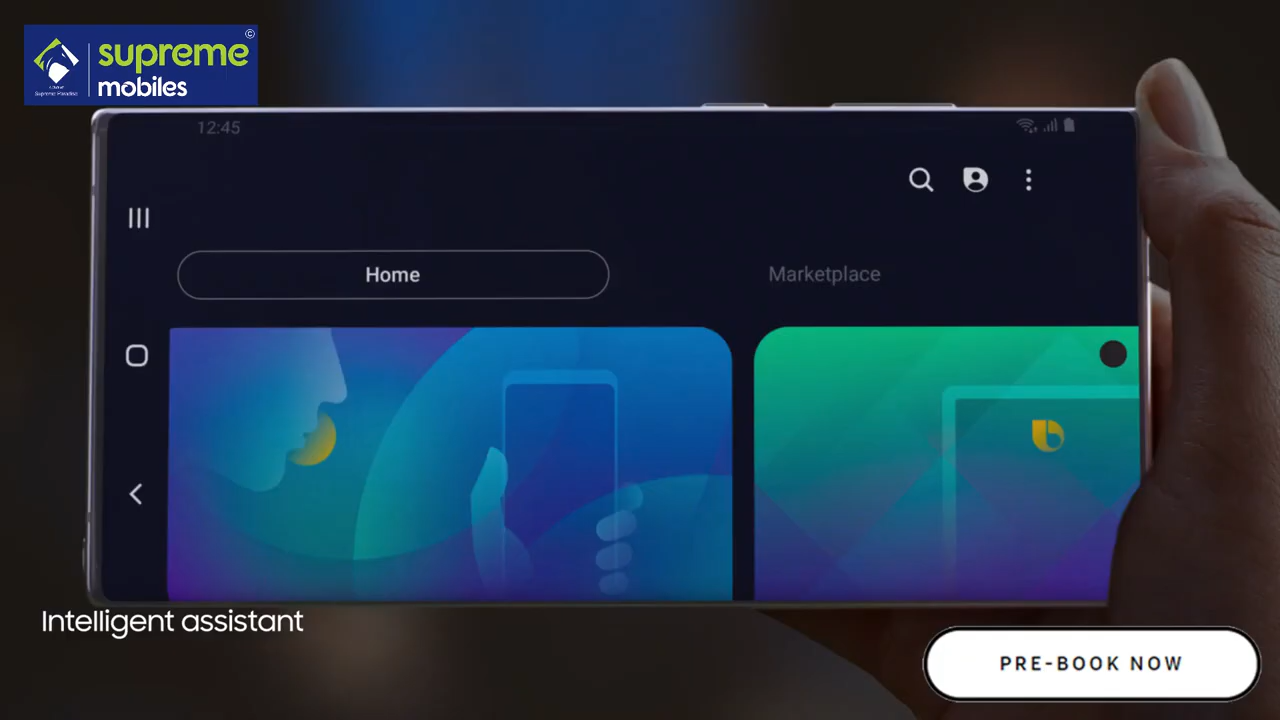 ©
supreme
mobiles
12:45
Home
Marketplace
Intelligent assistant
PRE-BOOK NOW